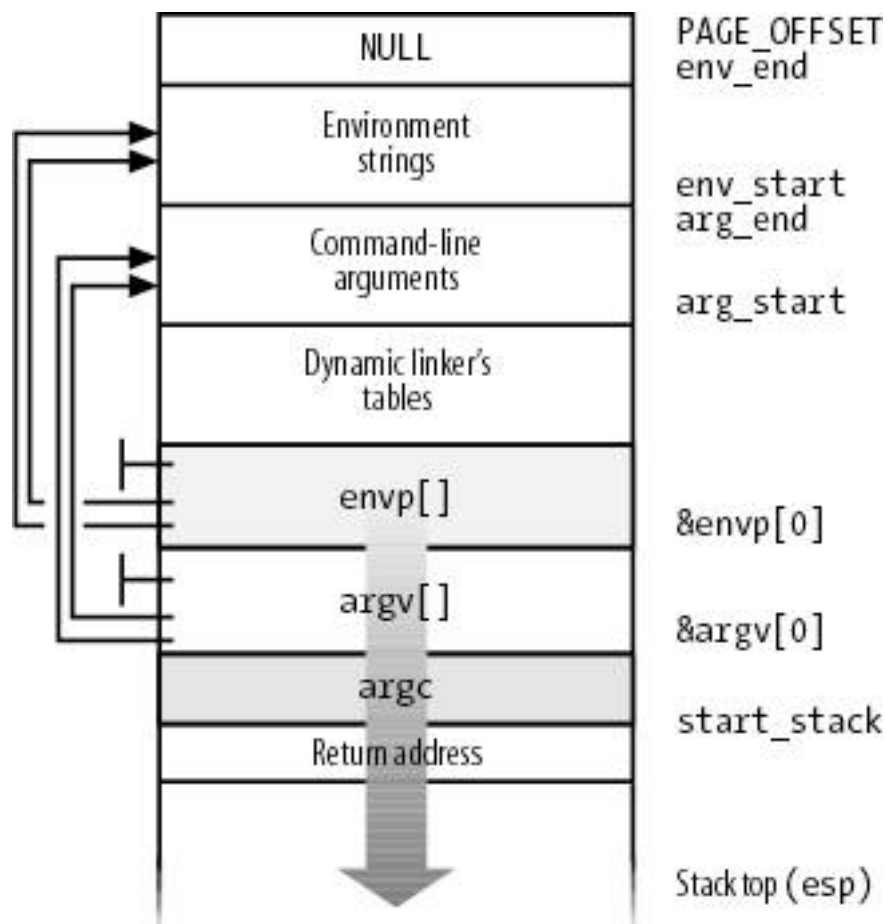 NULL
PAGE_OFFSET
env_end
Environment
strings
env_start
arg_end
Command-line
arguments
arg_start
Dynamic linker's
tables
envp[]
&envp[0]
argv[]
&argv[0]
argc
start_stack
Return address
Stack top (esp)